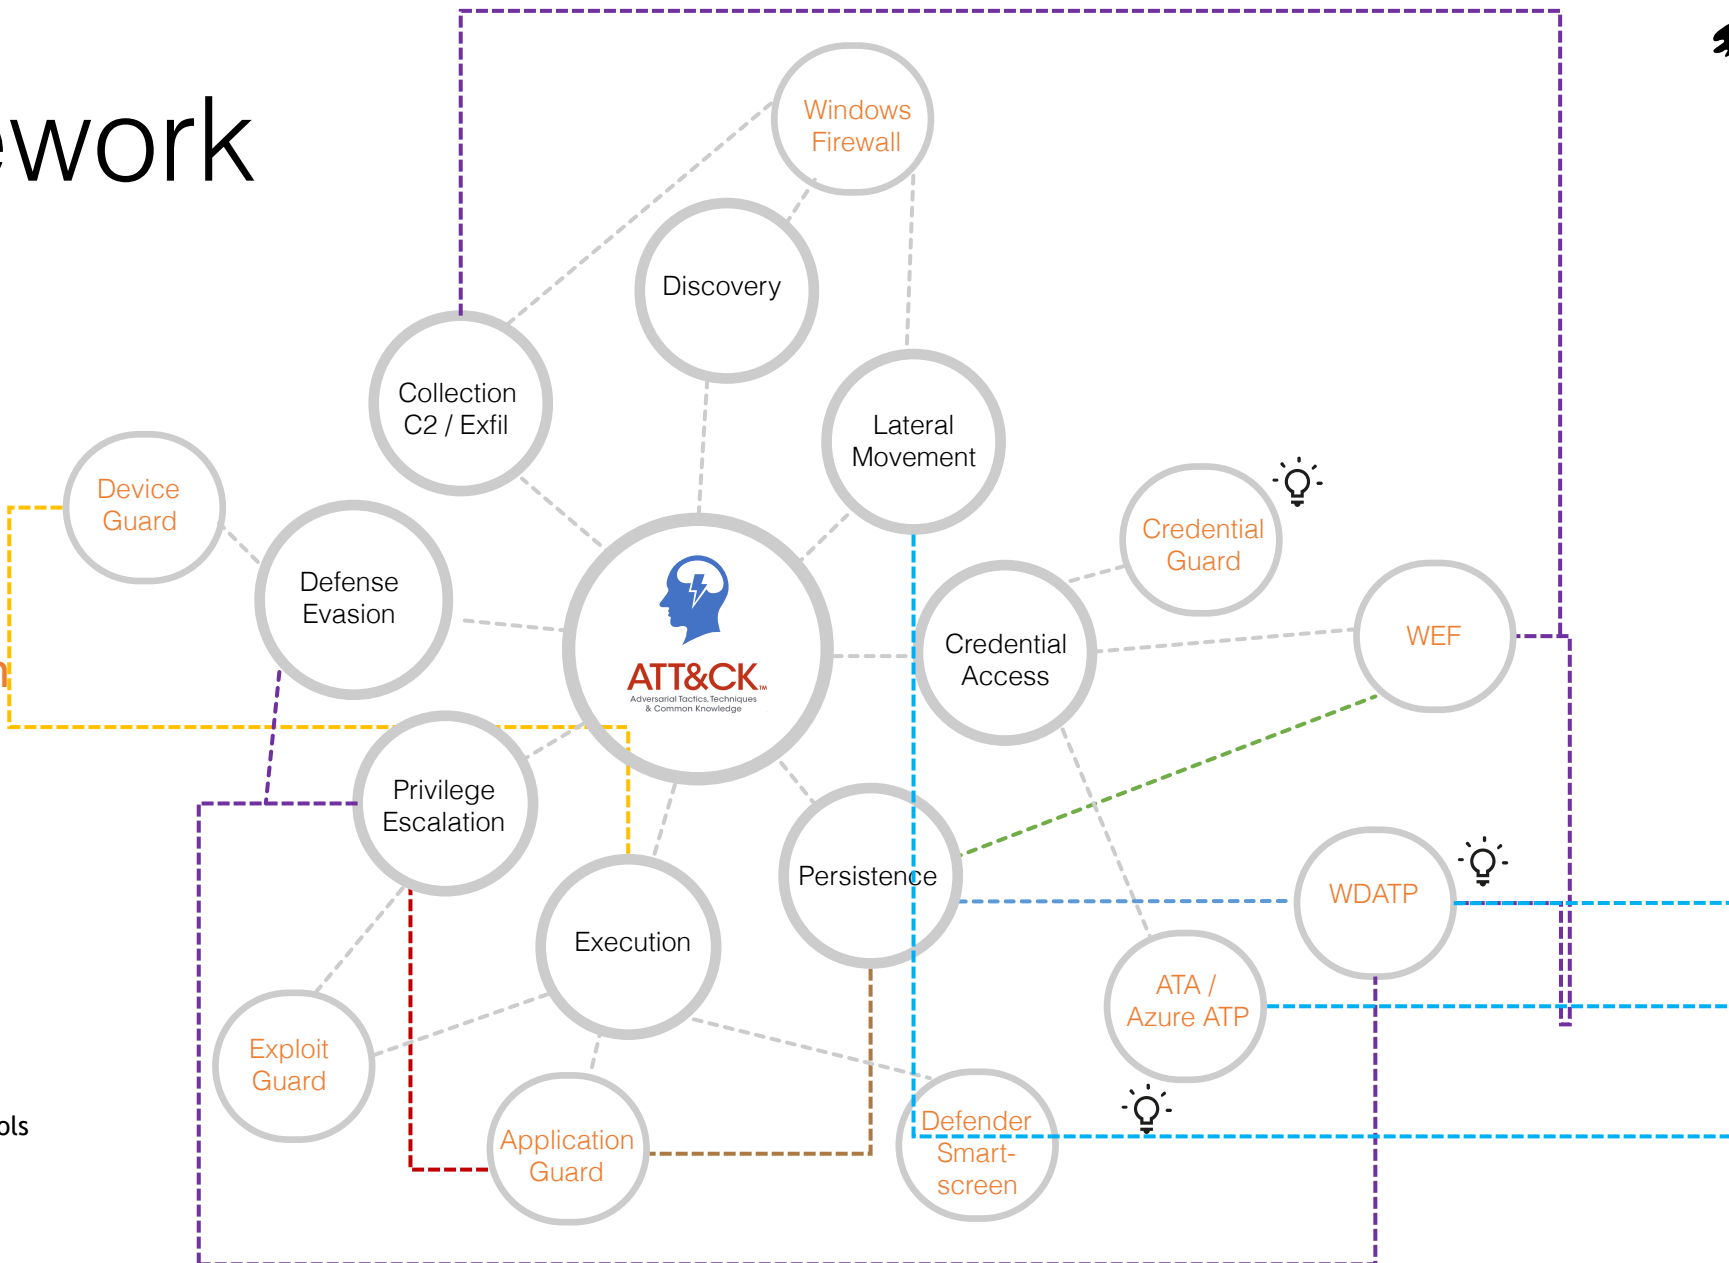 ework
Windows
Firewall
Discovery
Collection
C2 / Exfil
Lateral
Movement
Device
Guard
Credential
Guard
Defense
Evasion
ATT&CK™
Adversarial Tactics, Techniques
& Common Knowledge
Credential
Access
WEF
n
Privilege
Escalation
Persistence
WDATP
Execution
ATA /
Azure ATP
Exploit
Guard
Application
Guard
Defender
Smart-
screen
ols